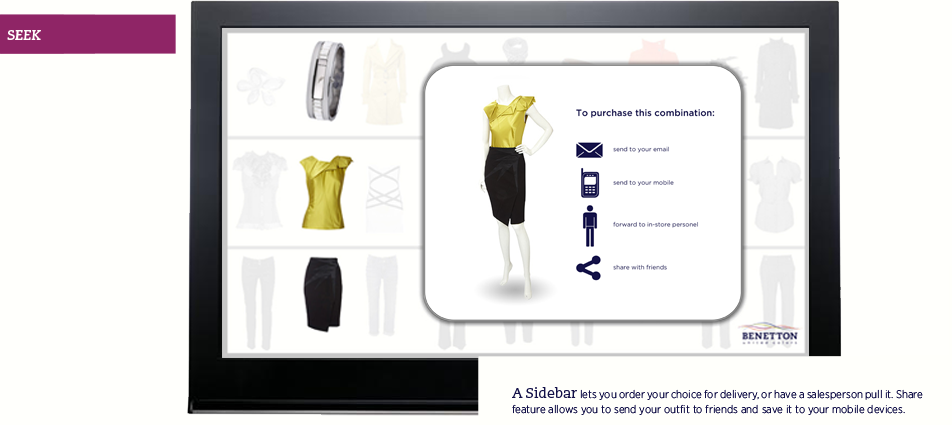 SEEK
To purchase this combination:
send to your email
send to your mobile
forward to in-store personel
share with friends
BENETTON
united colors
A Sidebar lets you order your choice for delivery, or have a salesperson pull it. Share
feature allows you to send your outfit to friends and save it to your mobile devices.